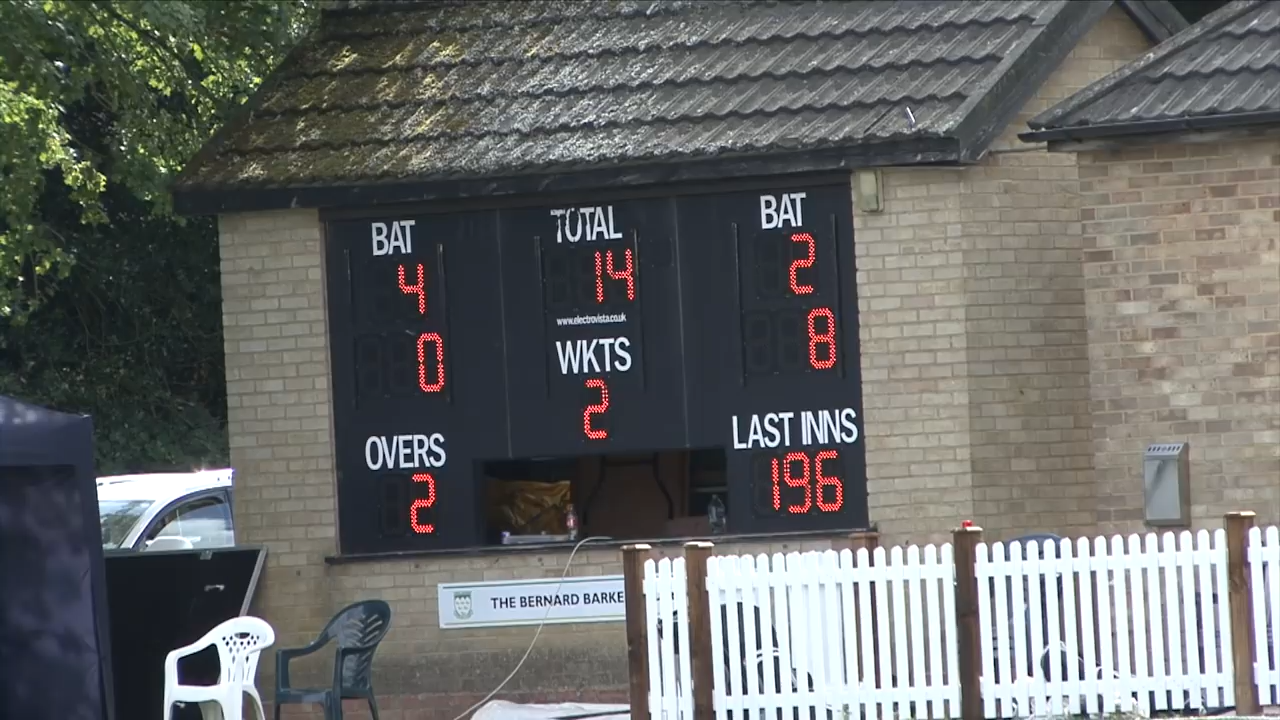 BAT TOTAL BAT
4 14 2
www.electrovista.co.uk
0 WKTS 8
2
OVERS LAST INNS
2 196
THE BERNARD BARKE